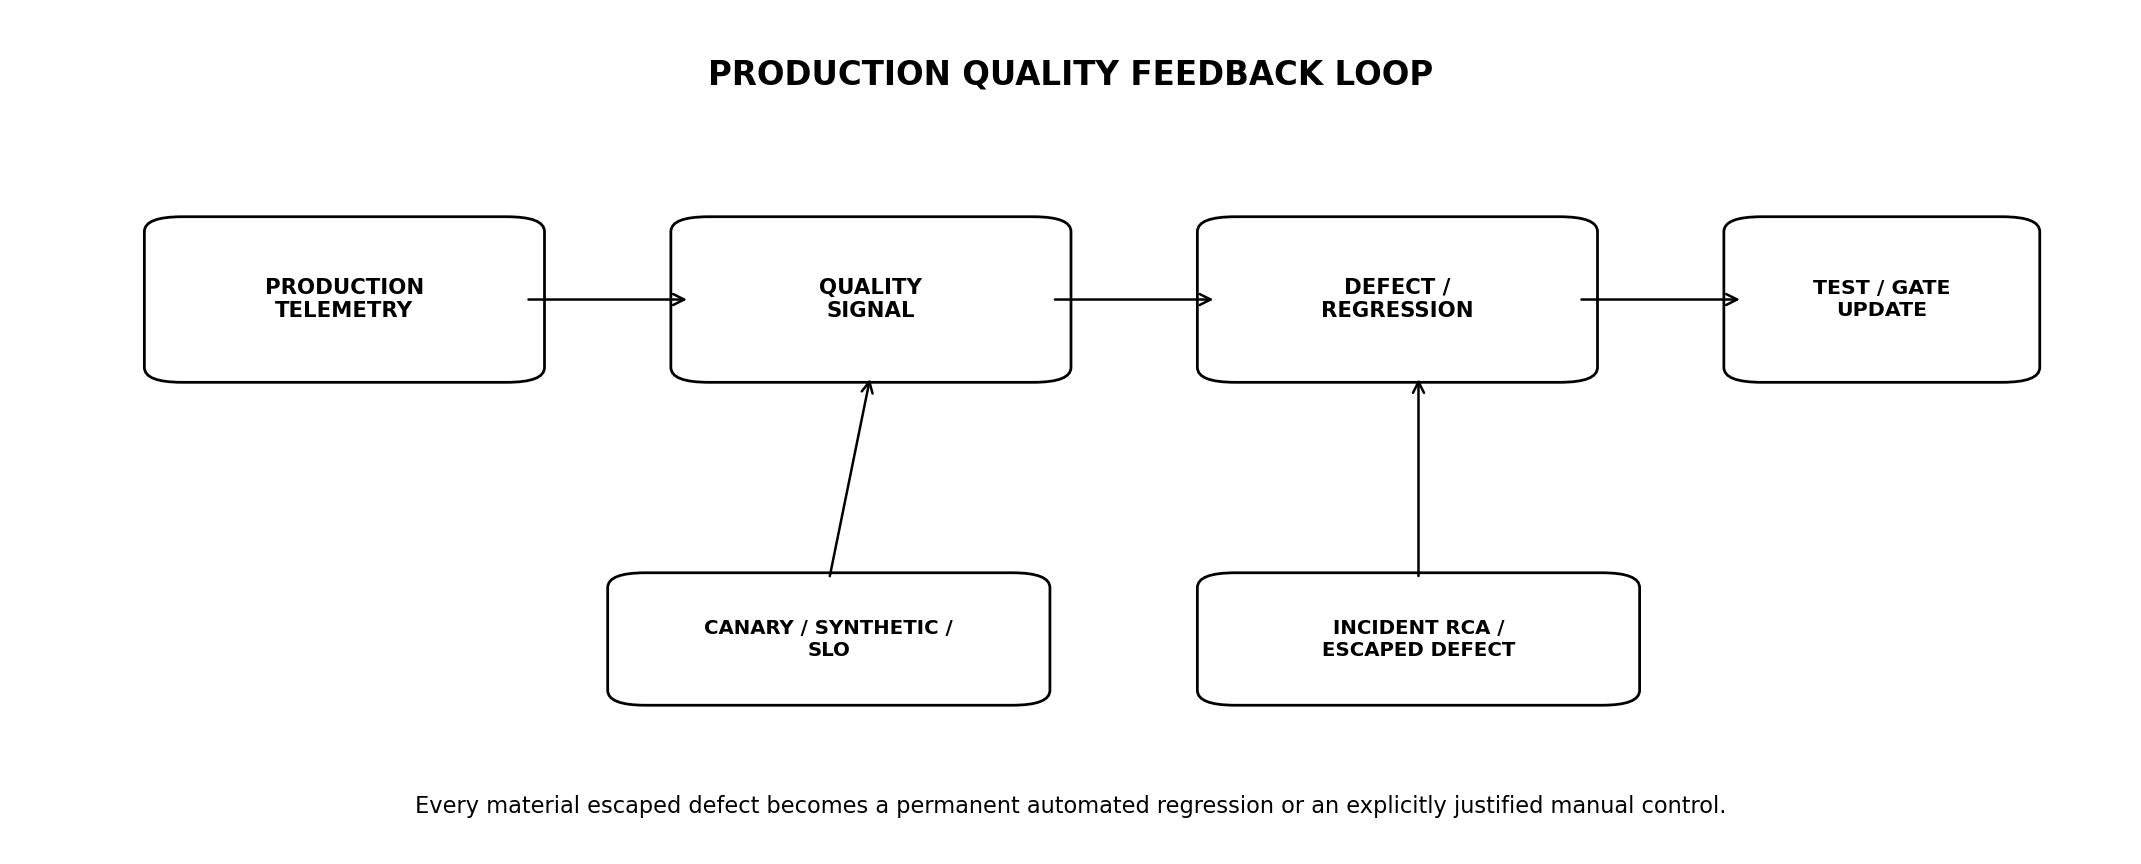 PRODUCTION QUALITY FEEDBACK LOOP
PRODUCTION
TELEMETRY
QUALITY
SIGNAL
DEFECT /
REGRESSION
TEST / GATE
UPDATE
CANARY / SYNTHETIC /
SLO
INCIDENT RCA /
ESCAPED DEFECT
Every material escaped defect becomes a permanent automated regression or an explicitly justified manual control.